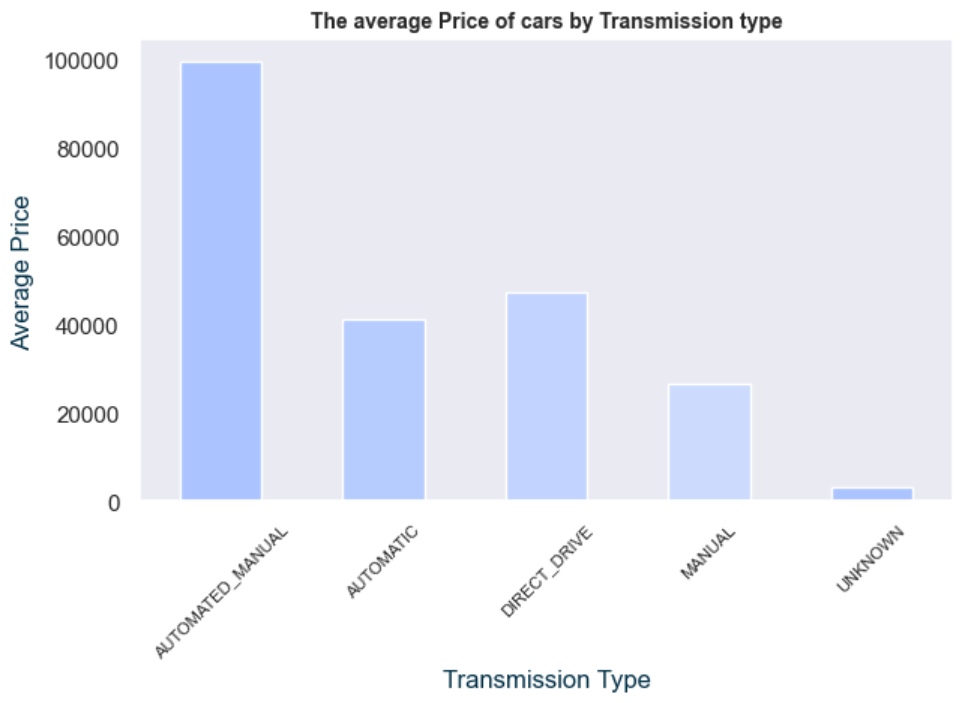 The average Price of cars by Transmission type
100000
80000
60000
40000
20000
0
Average Price
AUTOMATED_MANUAL
AUTOMATIC
DIRECT_DRIVE
MANUAL
UNKNOWN
Transmission Type